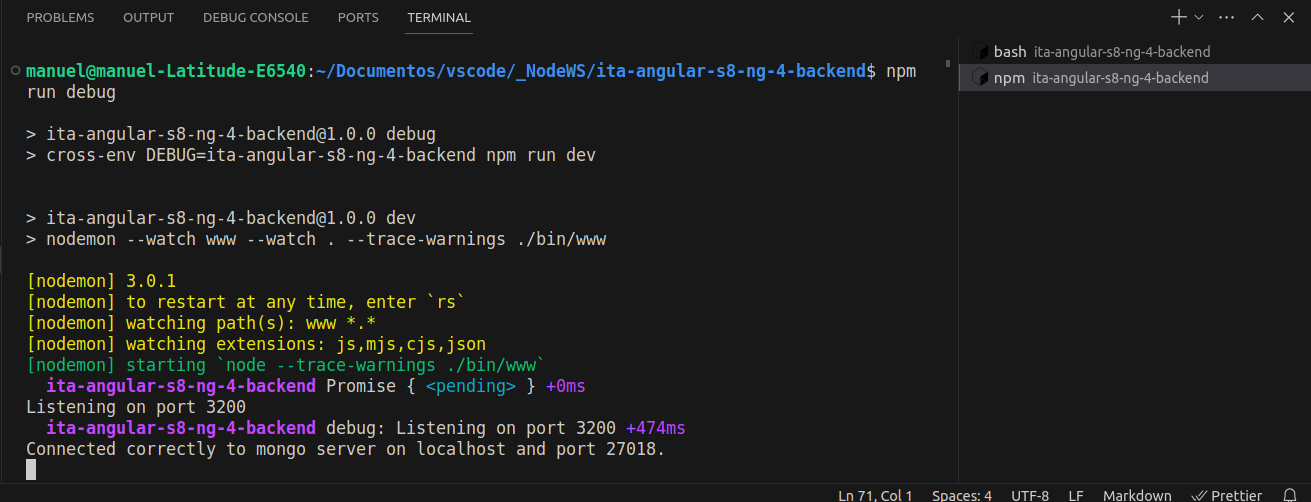 PROBLEMS OUTPUT DEBUG CONSOLE PORTS TERMINAL
manuel@manuel-Latitude-E6540:~/Documentos/vscode/_NodeWS/ita-angular-s8-ng-4-backend$ npm
run debug
> ita-angular-s8-ng-4-backend@1.0.0 debug
> cross-env DEBUG=ita-angular-s8-ng-4-backend npm run dev
> ita-angular-s8-ng-4-backend@1.0.0 dev
> nodemon --watch www --watch . --trace-warnings ./bin/www
[nodemon] 3.0.1
[nodemon] to restart at any time, enter `rs`
[nodemon] watching path(s): www *.*
[nodemon] watching extensions: js,mjs,cjs,json
[nodemon] starting `node --trace-warnings ./bin/www`
ita-angular-s8-ng-4-backend Promise { <pending> } +0ms
Listening on port 3200
ita-angular-s8-ng-4-backend debug: Listening on port 3200 +474ms
Connected correctly to mongo server on localhost and port 27018.
bash ita-angular-s8-ng-4-backend
npm ita-angular-s8-ng-4-backend
Ln 71, Col 1 Spaces: 4 UTF-8 LF Markdown Prettier